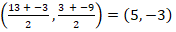 (13 + −3 / 2, 3 + −9 / 2) = (5, −3)